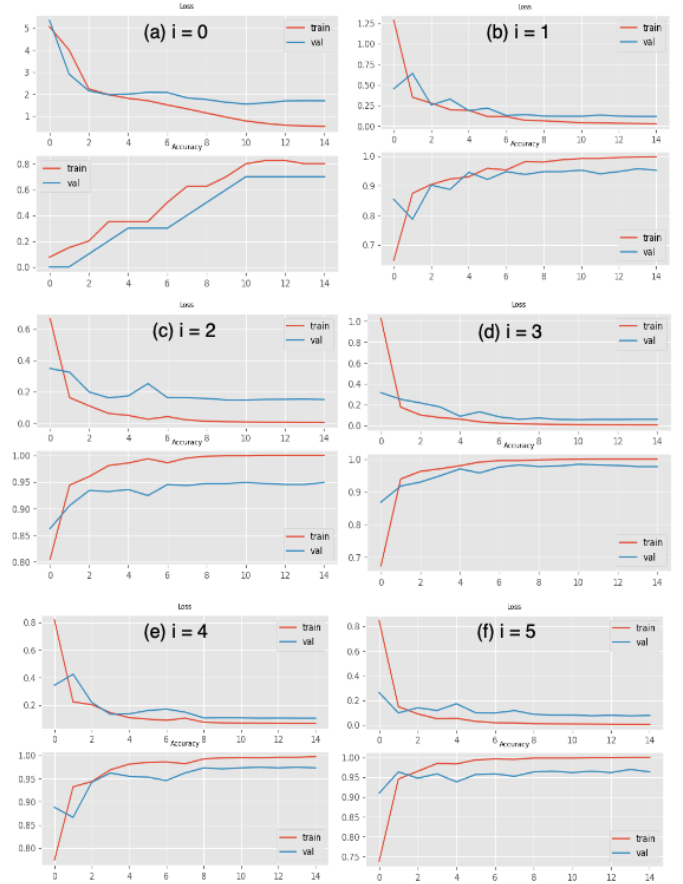 Loss
(a) i = 0
train
val
5
4
3
2
1
0 2 4 6 8 10 12 14
Accuracy
train
val
0.8
0.6
0.4
0.2
0.0
0 2 4 6 8 10 12 14
Loss
(b) i = 1
train
val
1.25
1.00
0.75
0.50
0.25
0.00
0 2 4 6 8 10 12 14
Accuracy
1.0
0.9
0.8
0.7
train
val
0 2 4 6 8 10 12 14
Loss
(c) i = 2
train
val
0.6
0.4
0.2
0.0
0 2 4 6 8 10 12 14
Accuracy
1.00
0.95
0.90
0.85
0.80
train
val
0 2 4 6 8 10 12 14
Loss
(d) i = 3
train
val
1.0
0.8
0.6
0.4
0.2
0.0
0 2 4 6 8 10 12 14
Accuracy
1.0
0.9
0.8
0.7
train
val
0 2 4 6 8 10 12 14
Loss
(e) i = 4
train
val
0.8
0.6
0.4
0.2
0 2 4 6 8 10 12 14
Accuracy
1.00
0.95
0.90
0.85
0.80
train
val
0 2 4 6 8 10 12 14
Loss
(f) i = 5
train
val
0.8
0.6
0.4
0.2
0.0
0 2 4 6 8 10 12 14
Accuracy
1.00
0.95
0.90
0.85
0.80
0.75
train
val
0 2 4 6 8 10 12 14